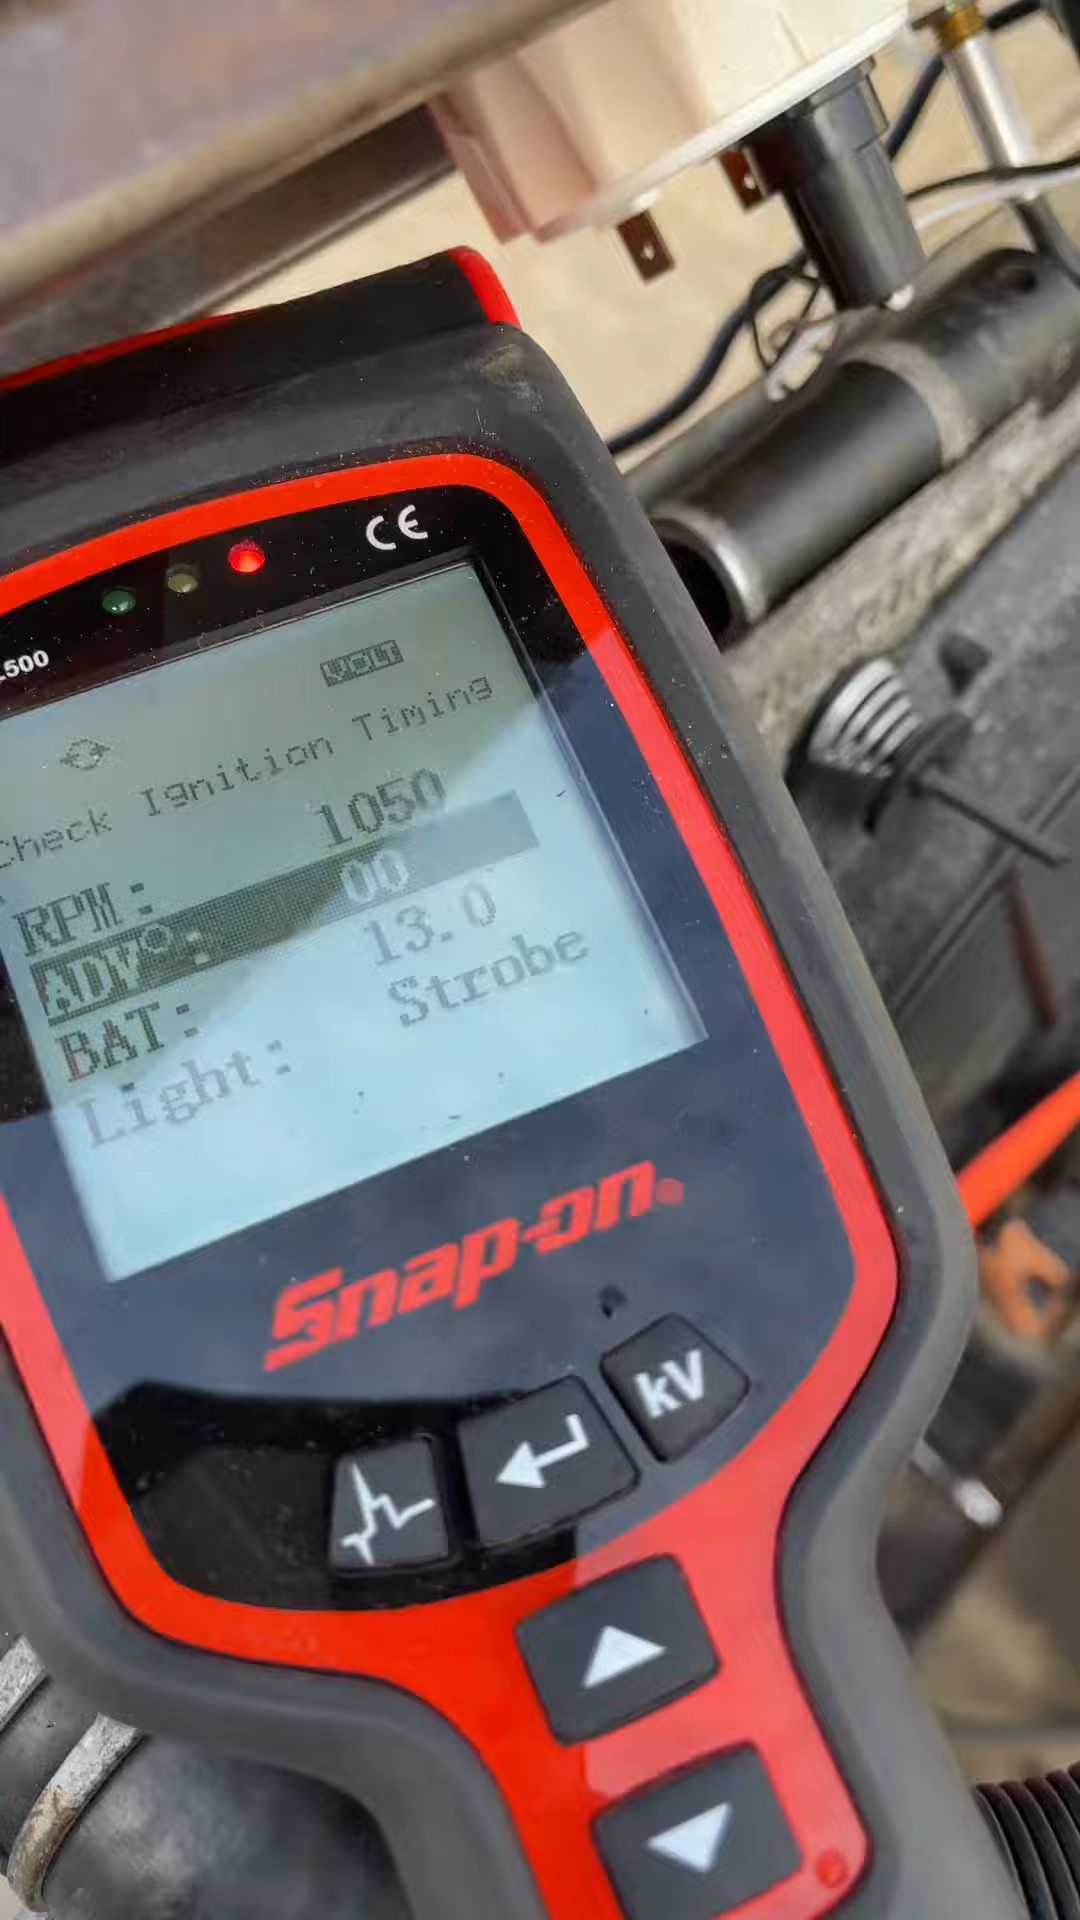 CE
500
VOLT
Check Ignition Timing
RPM: 1050
ADV°: 00
BAT: 13.0
Light: Strobe
Snap-on®
kV